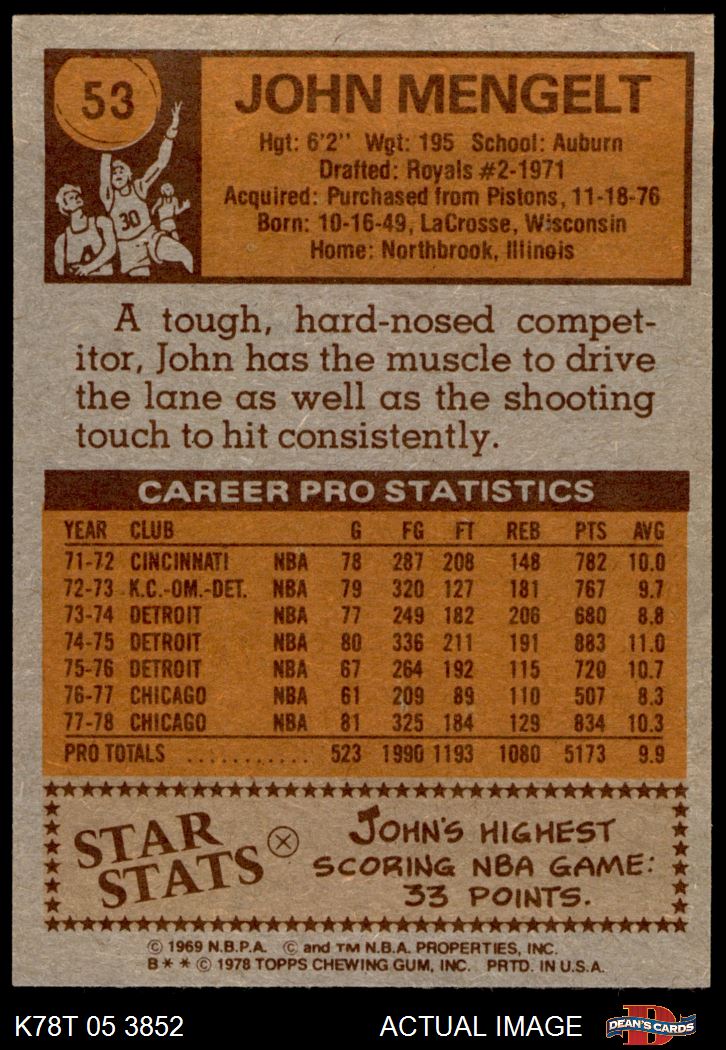 53
30
JOHN MENGELT
Hgt: 6'2" Wgt: 195 School: Auburn
Drafted: Royals #2-1971
Acquired: Purchased from Pistons, 11-18-76
Born: 10-16-49, LaCrosse, Wisconsin
Home: Northbrook, Illinois
A tough, hard-nosed compet-
itor, John has the muscle to drive
the lane as well as the shooting
touch to hit consistently.
CAREER PRO STATISTICS
YEAR CLUB G FG FT REB PTS AVG
71-72 CINCINNATI NBA 78 287 208 148 782 10.0
72-73 K.C.-OM.-DET. NBA 79 320 127 181 767 9.7
73-74 DETROIT NBA 77 249 182 206 680 8.8
74-75 DETROIT NBA 80 336 211 191 883 11.0
75-76 DETROIT NBA 67 264 192 115 720 10.7
76-77 CHICAGO NBA 61 209 89 110 507 8.3
77-78 CHICAGO NBA 81 325 184 129 834 10.3
PRO TOTALS ........... 523 1990 1193 1080 5173 9.9
STAR
STATS
JOHN'S HIGHEST
SCORING NBA GAME:
33 POINTS.
© 1969 N.B.P.A. © and TM N.B.A. PROPERTIES, INC.
B** © 1978 TOPPS CHEWING GUM, INC. PRTD. IN U.S.A.
K78T 05 3852 ACTUAL IMAGE D DEAN'S CARDS